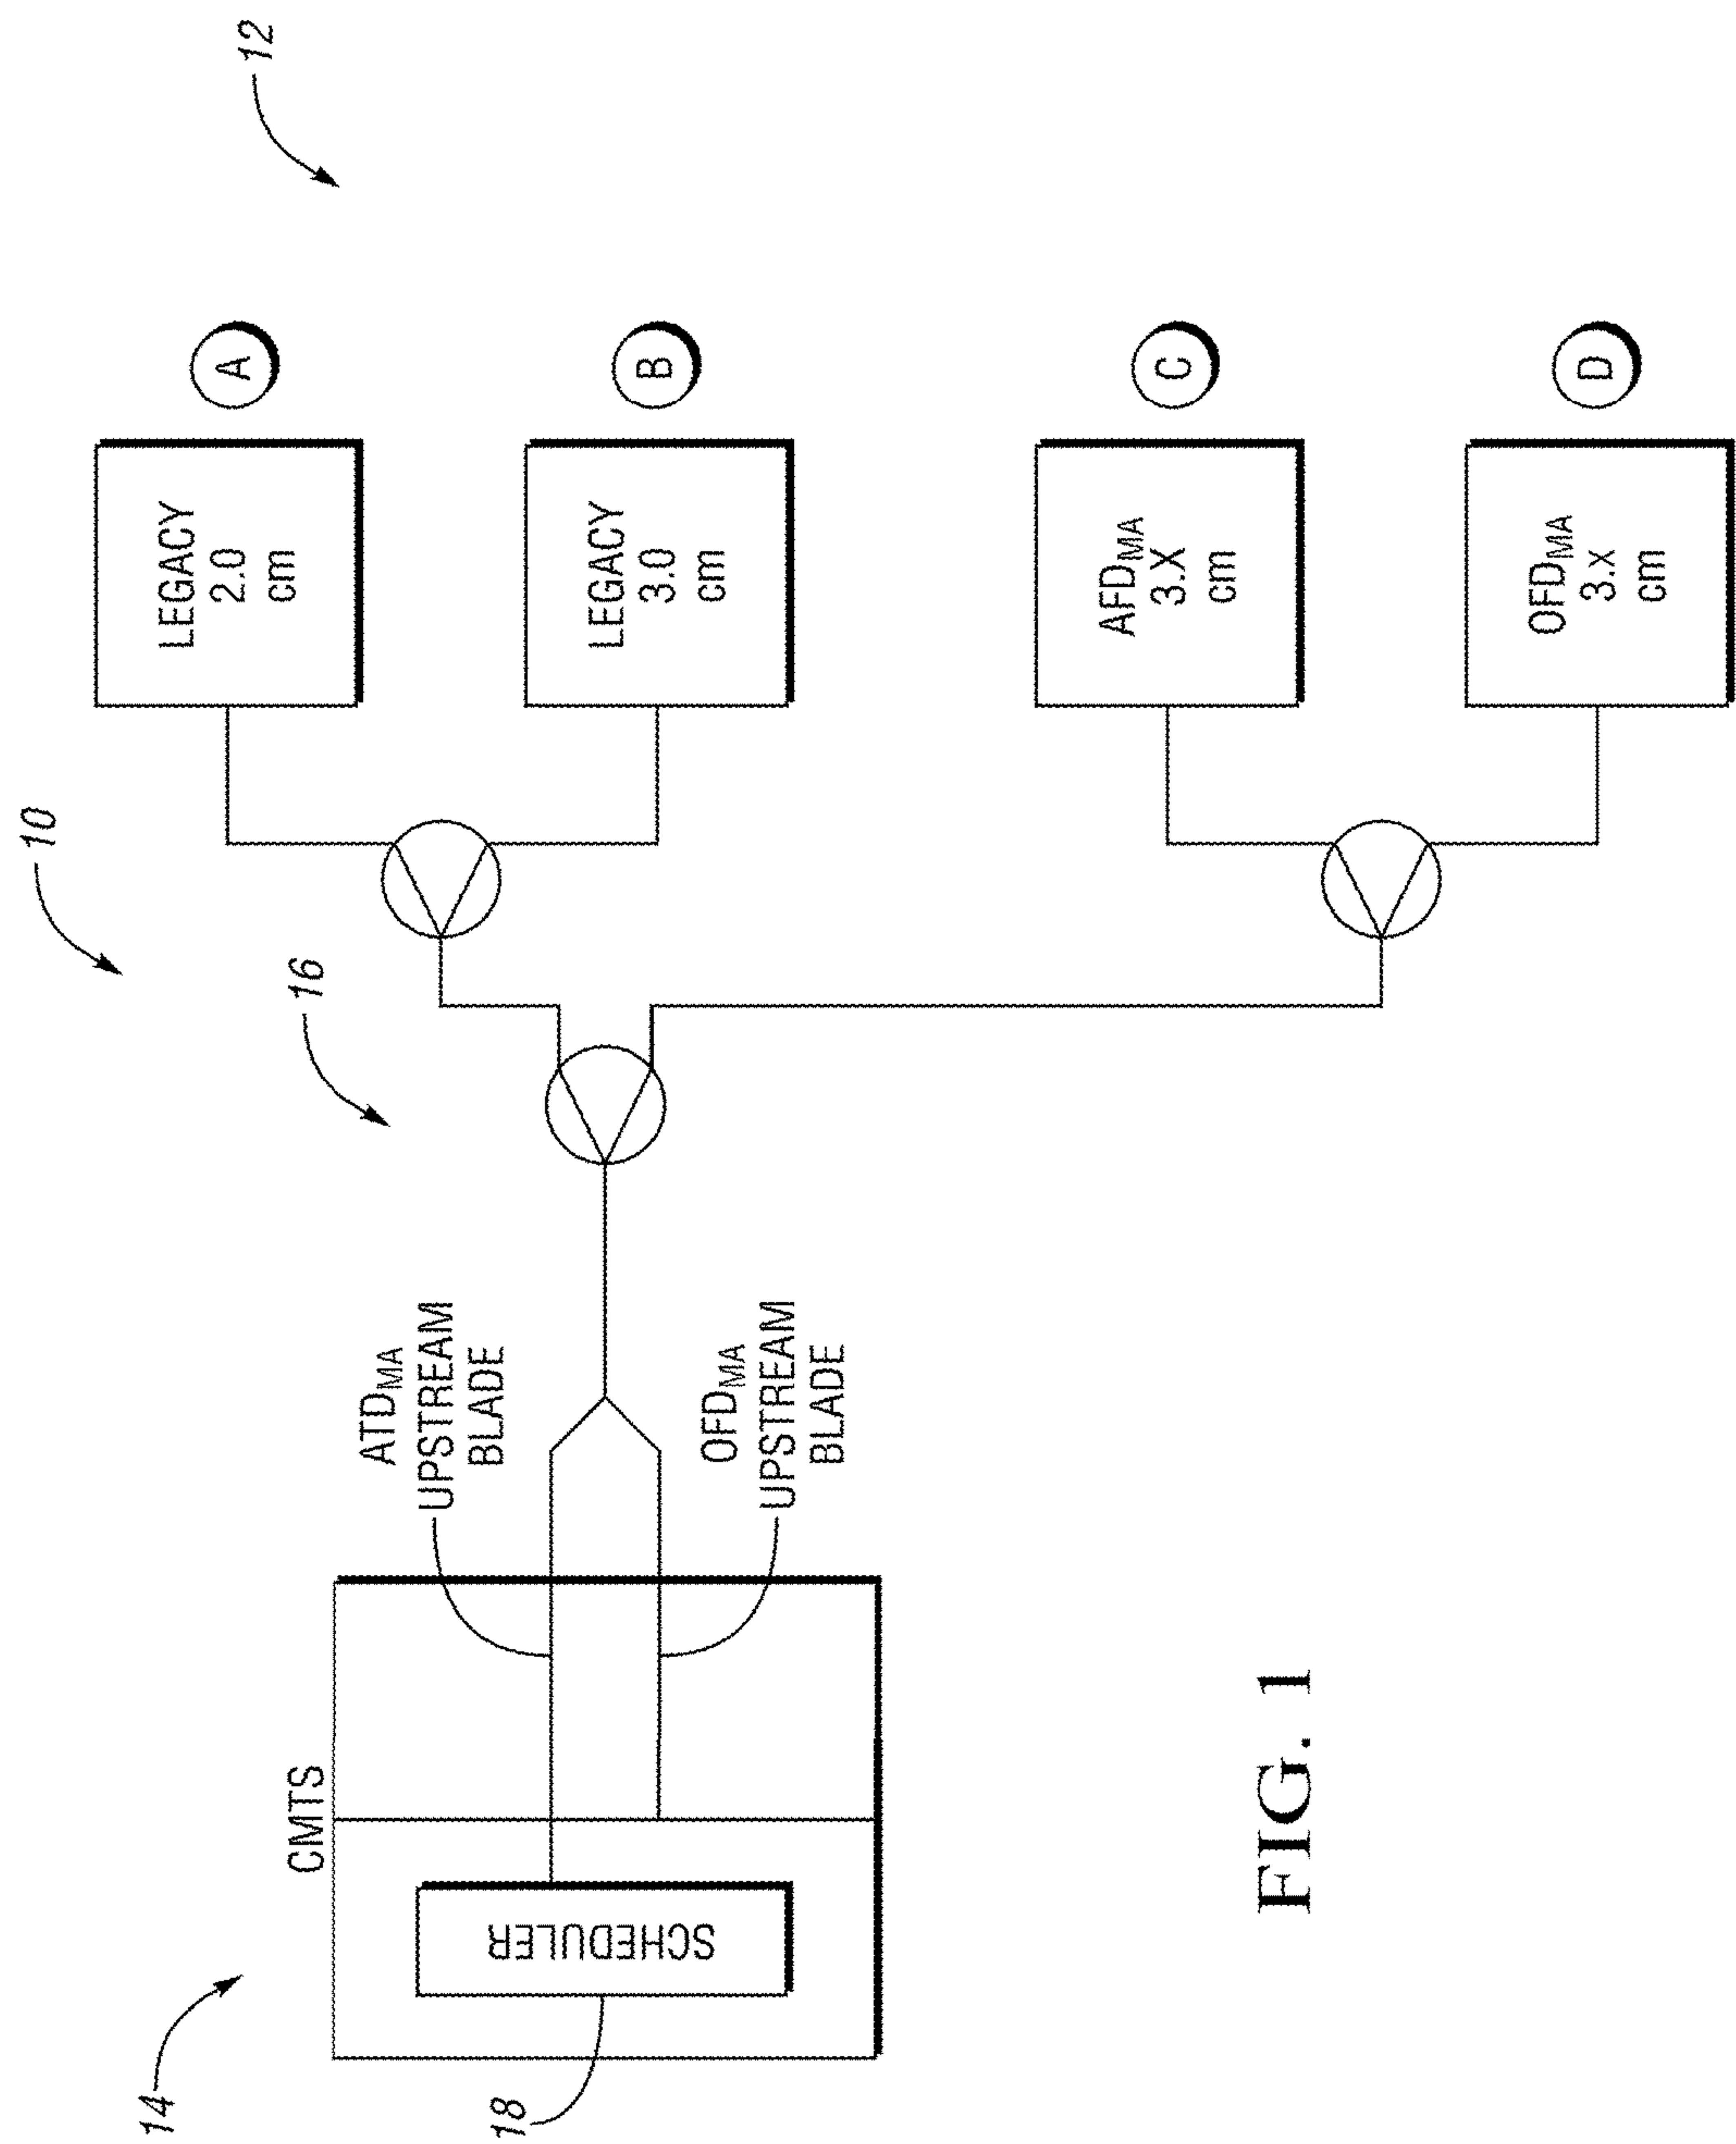 10
12
14
16
18
CMTS
SCHEDULER
ATDMA
UPSTREAM
BLADE
OFDMA
UPSTREAM
BLADE
LEGACY
2.0
cm
A
LEGACY
3.0
cm
B
AFDMA
3.X
cm
C
OFDMA
3.x
cm
D
FIG. 1